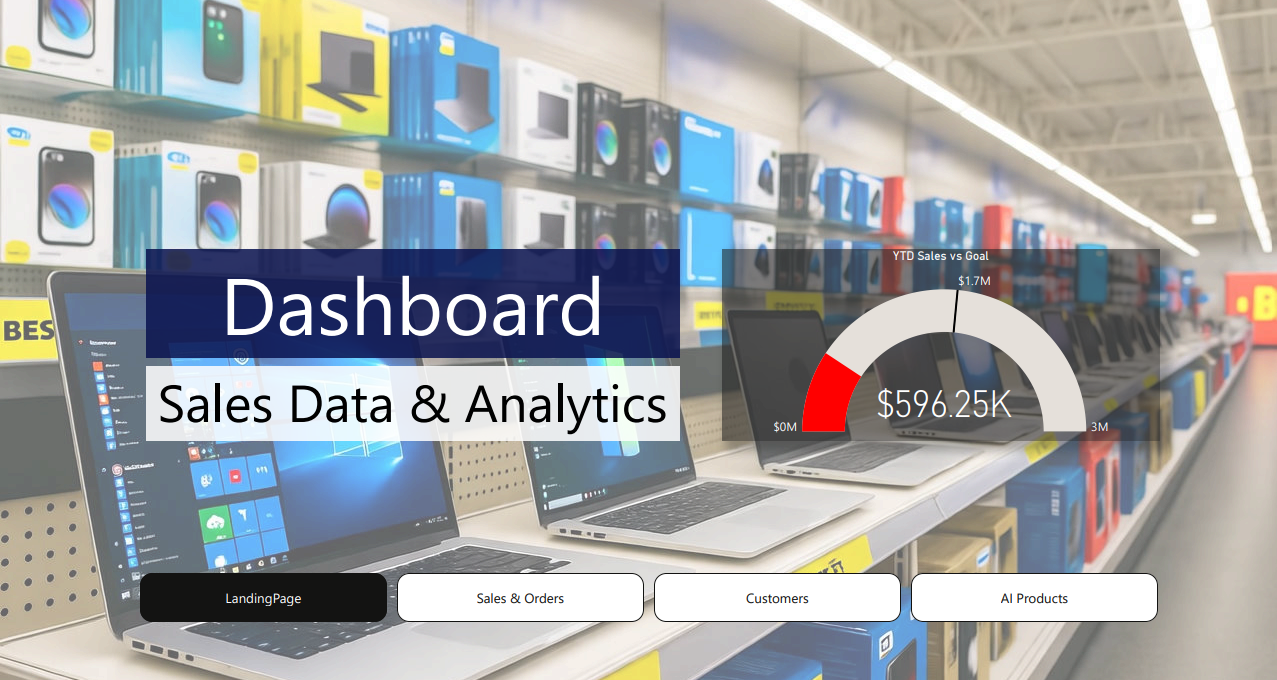 Dashboard
Sales Data & Analytics
YTD Sales vs Goal
$1.7M
$596.25K
$0M
3M
BES
LandingPage
Sales & Orders
Customers
AI Products